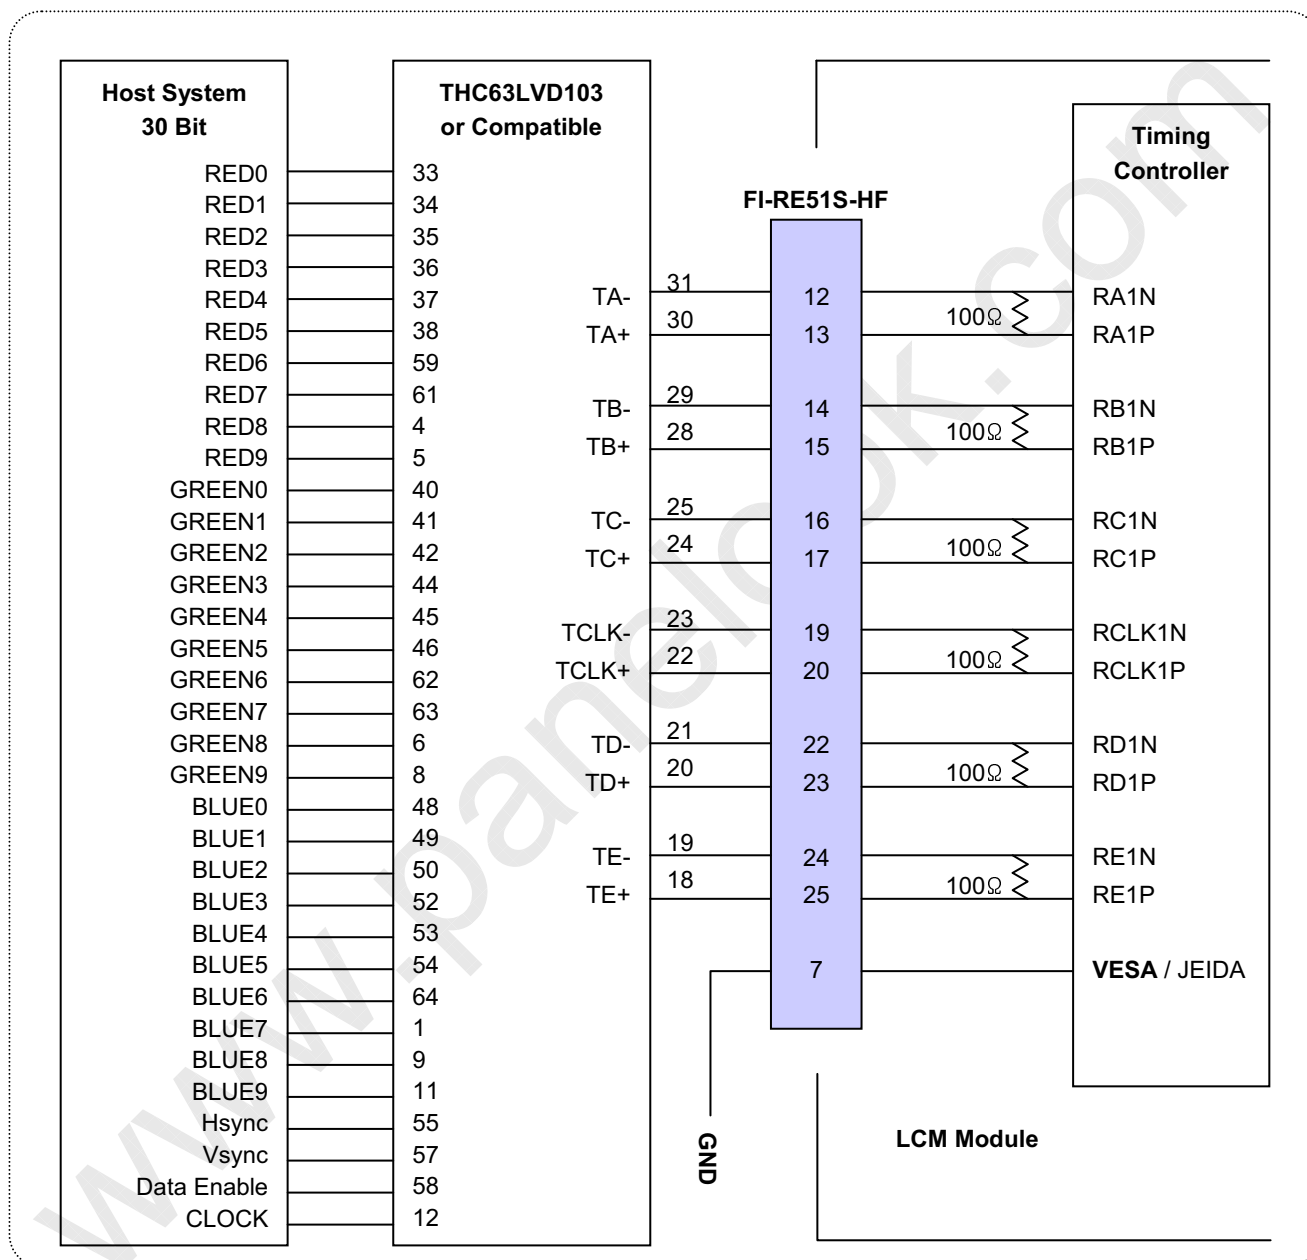 Host System
30 Bit
RED0
RED1
RED2
RED3
RED4
RED5
RED6
RED7
RED8
RED9
GREEN0
GREEN1
GREEN2
GREEN3
GREEN4
GREEN5
GREEN6
GREEN7
GREEN8
GREEN9
BLUE0
BLUE1
BLUE2
BLUE3
BLUE4
BLUE5
BLUE6
BLUE7
BLUE8
BLUE9
Hsync
Vsync
Data Enable
CLOCK
THC63LVD103
or Compatible
33
34
35
36
37
38
59
61
4
5
40
41
42
44
45
46
62
63
6
8
48
49
50
52
53
54
64
1
9
11
55
57
58
12
TA-
TA+
TB-
TB+
TC-
TC+
TCLK-
TCLK+
TD-
TD+
TE-
TE+
31
30
29
28
25
24
23
22
21
20
19
18
GND
FI-RE51S-HF
12
13
14
15
16
17
19
20
22
23
24
25
7
100Ω
100Ω
100Ω
100Ω
100Ω
100Ω
Timing
Controller
RA1N
RA1P
RB1N
RB1P
RC1N
RC1P
RCLK1N
RCLK1P
RD1N
RD1P
RE1N
RE1P
VESA / JEIDA
LCM Module
www.panelook.com